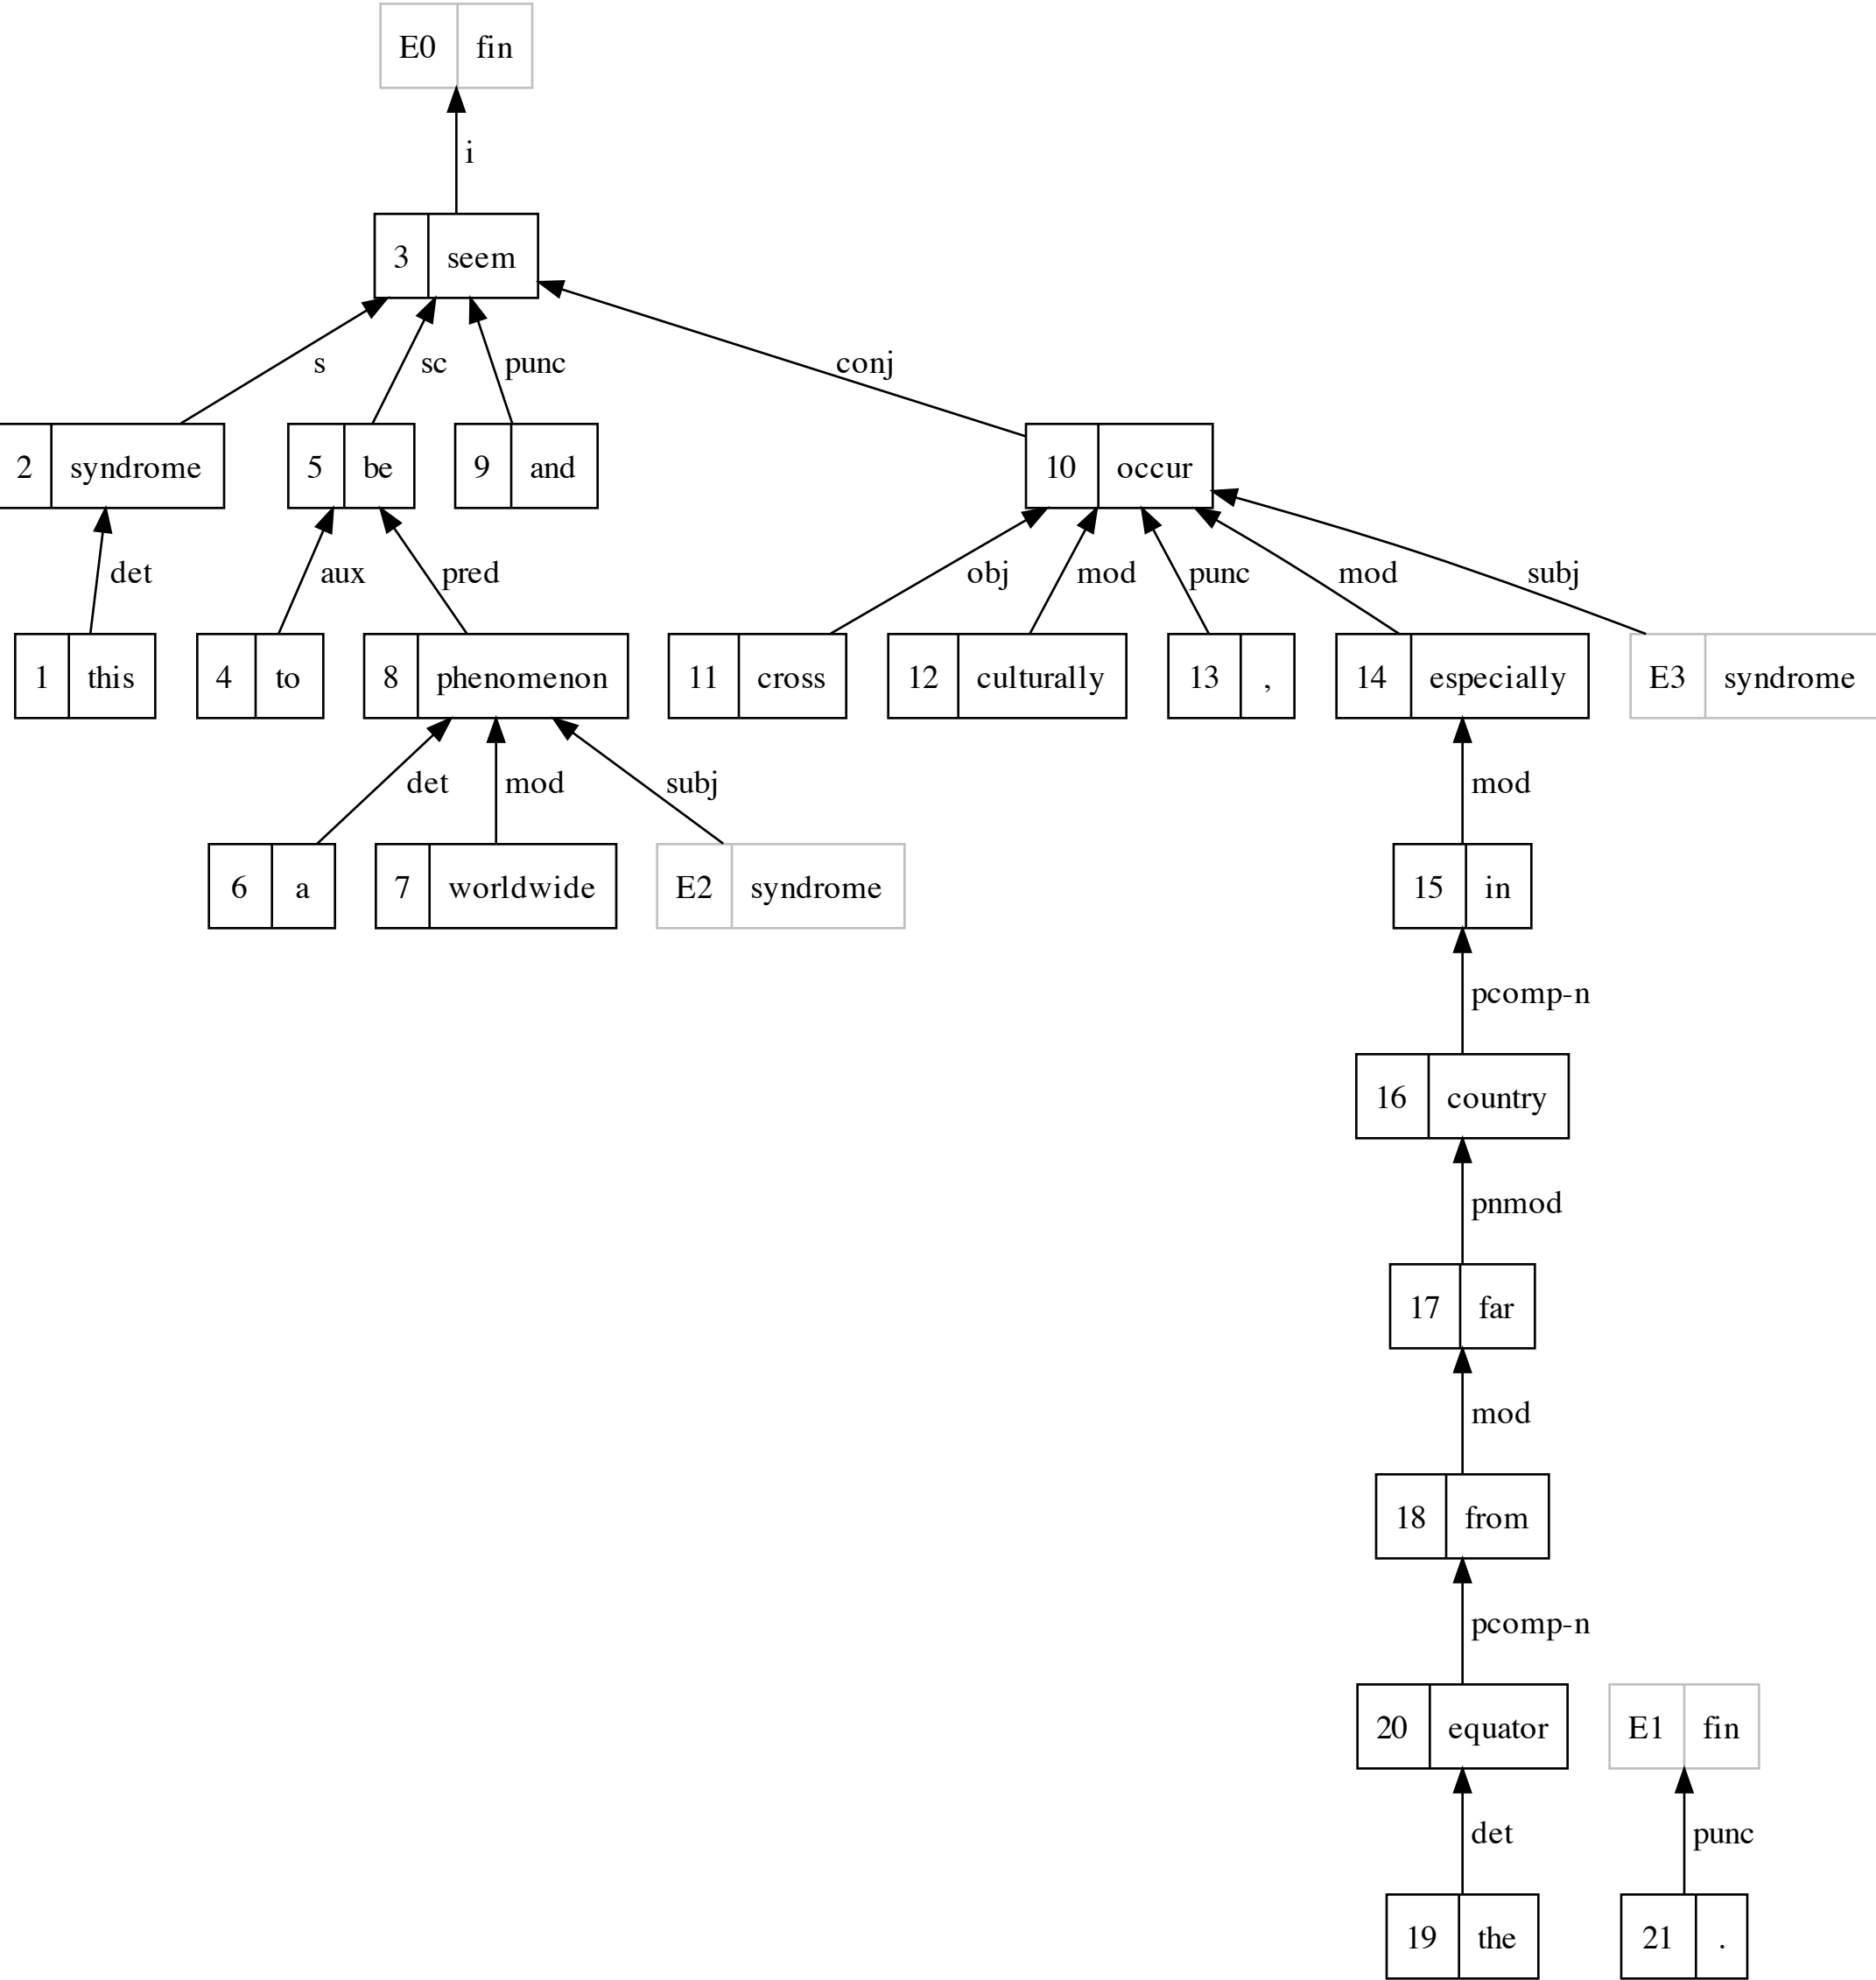 E0 fin
i
3 seem
s sc punc conj
2 syndrome 5 be 9 and 10 occur
det aux pred obj mod punc mod subj
1 this 4 to 8 phenomenon 11 cross 12 culturally 13 , 14 especially E3 syndrome
det mod subj mod
6 a 7 worldwide E2 syndrome 15 in
pcomp-n
16 country
pnmod
17 far
mod
18 from
pcomp-n
20 equator E1 fin
det punc
19 the 21 .